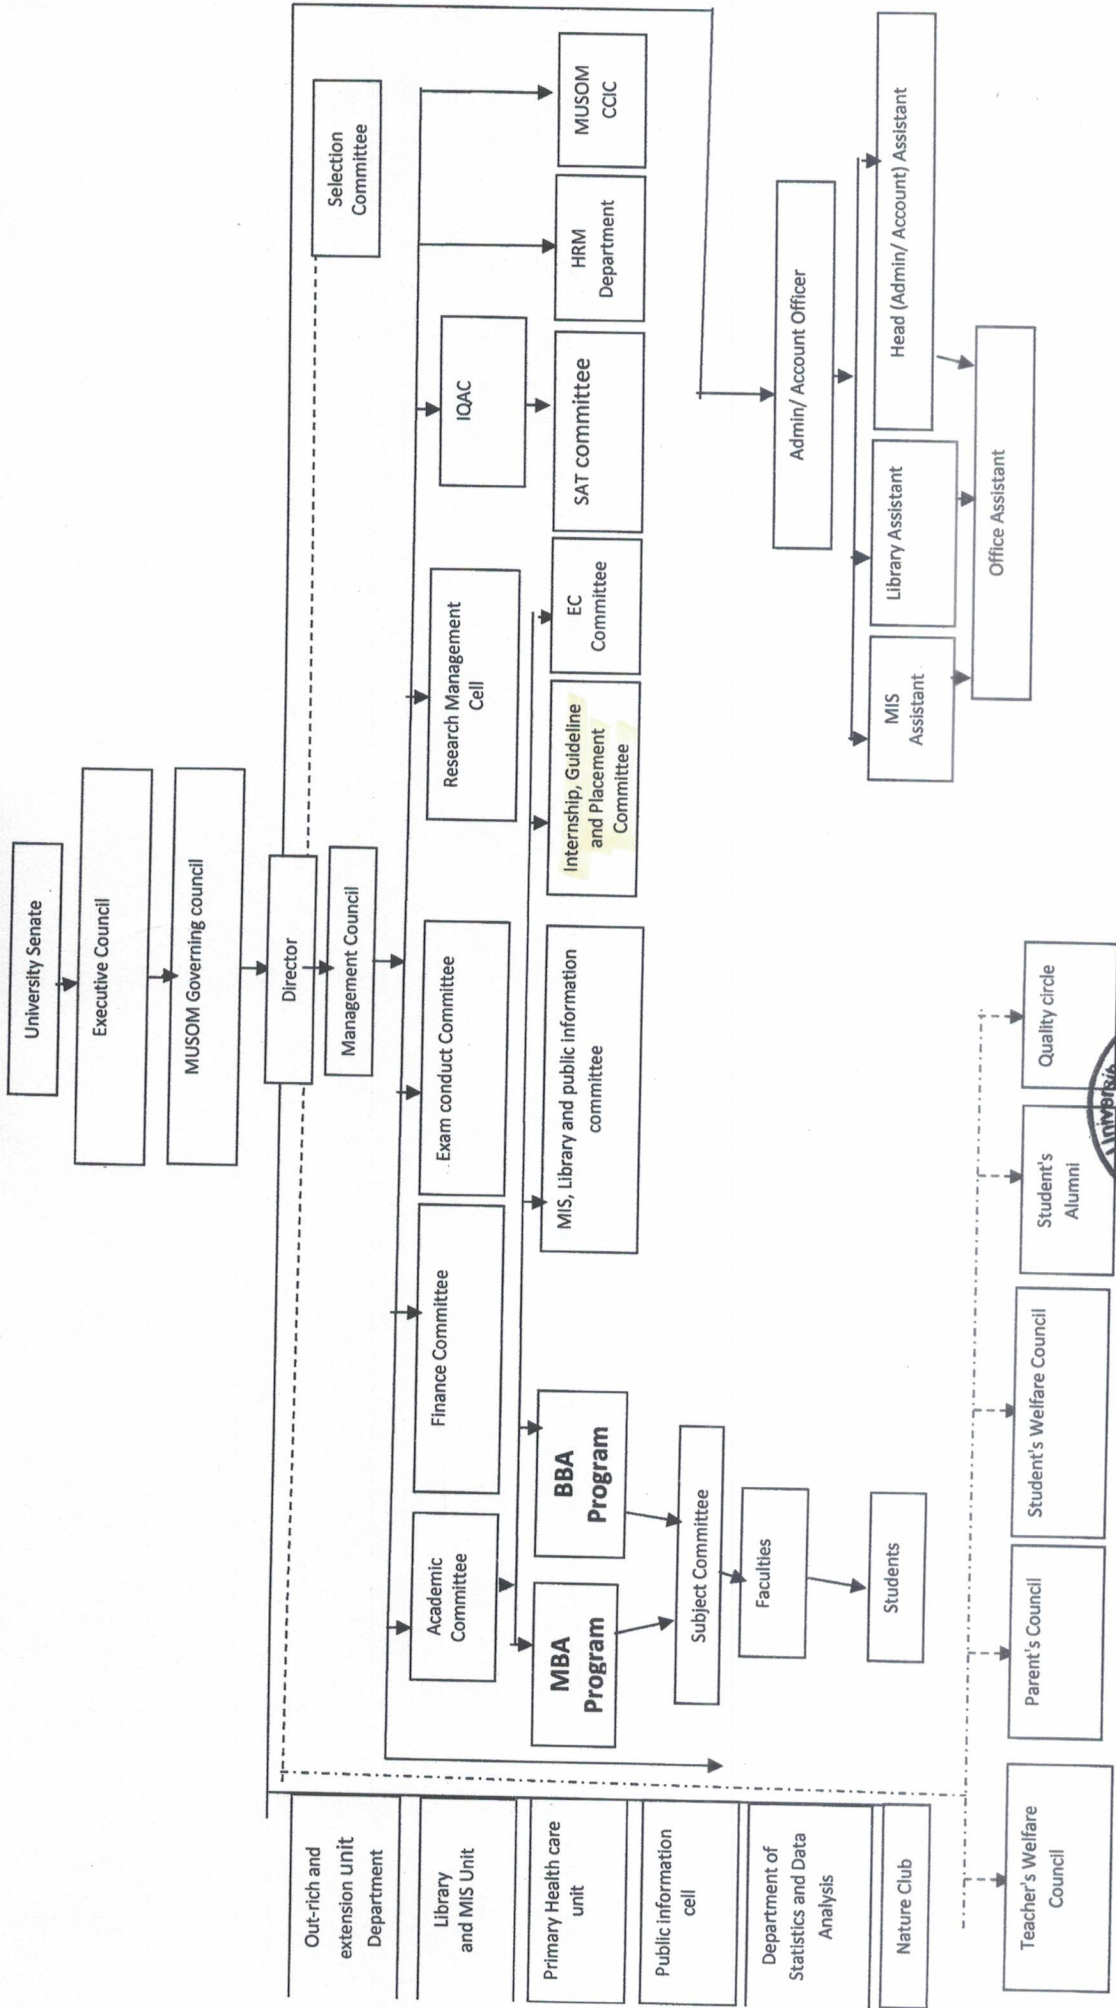 University Senate
Executive Council
MUSOM Governing council
Director
Selection
Committee
Management Council
Out-rich and
extension unit
Department
Academic
Committee
Finance Committee
Exam conduct Committee
Research Management
Cell
IQAC
Library
and MIS Unit
MBA
Program
BBA
Program
MIS, Library and public information
committee
Internship, Guideline
and Placement
Committee
EC
Committee
SAT committee
HRM
Department
MUSOM
CCIC
Primary Health care
unit
Subject Committee
Public information
cell
Faculties
Admin/ Account Officer
Department of
Statistics and Data
Analysis
Students
MIS
Assistant
Library Assistant
Head (Admin/ Account) Assistant
Nature Club
Office Assistant
Teacher's Welfare
Council
Parent's Council
Student's Welfare Council
Student's
Alumni
Quality circle